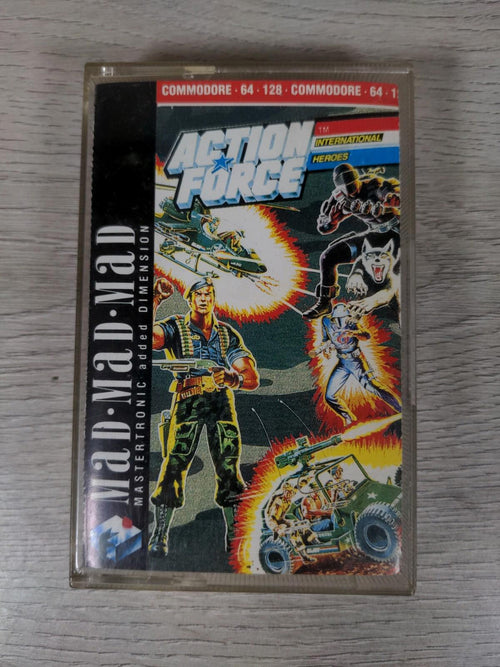 COMMODORE · 64 · 128 · COMMODORE · 64 · 1
ACTION
FORCE
TM
INTERNATIONAL
HEROES
MAD·MAD·MAD
MASTERTRONIC added DIMENSION